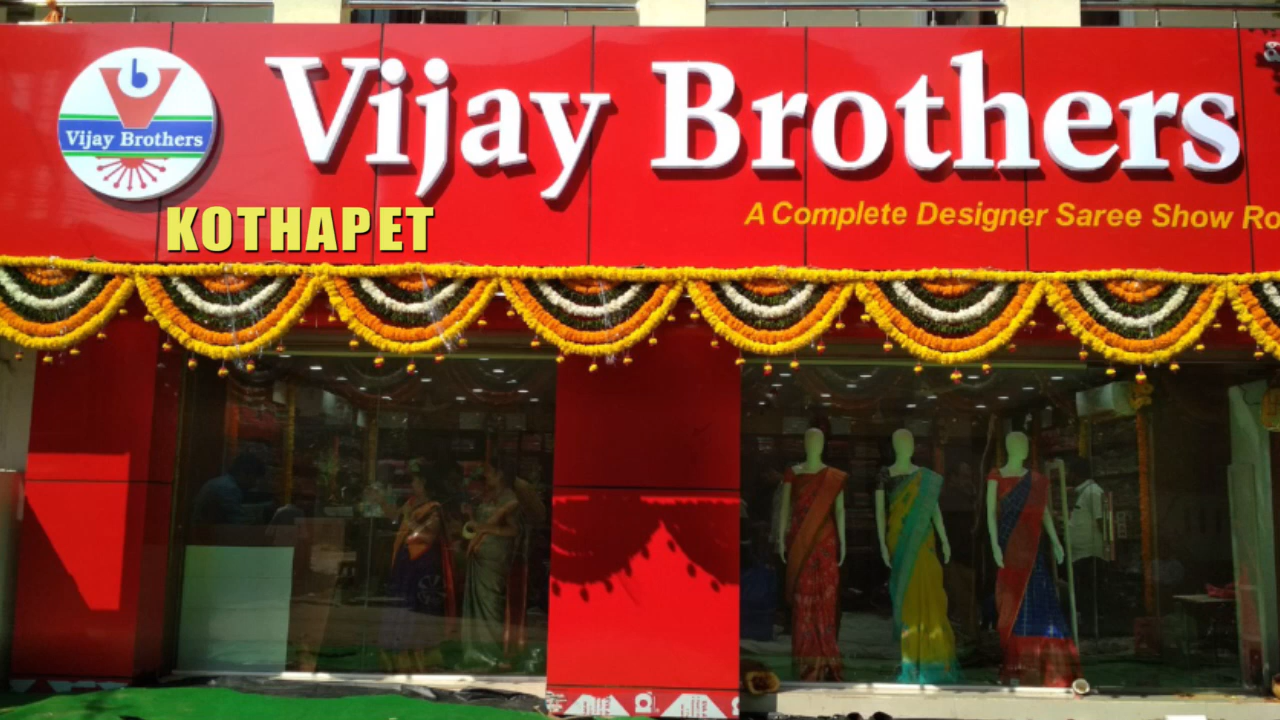 Vijay Brothers
b
Vijay Brothers
KOTHAPET
A Complete Designer Saree Show Ro